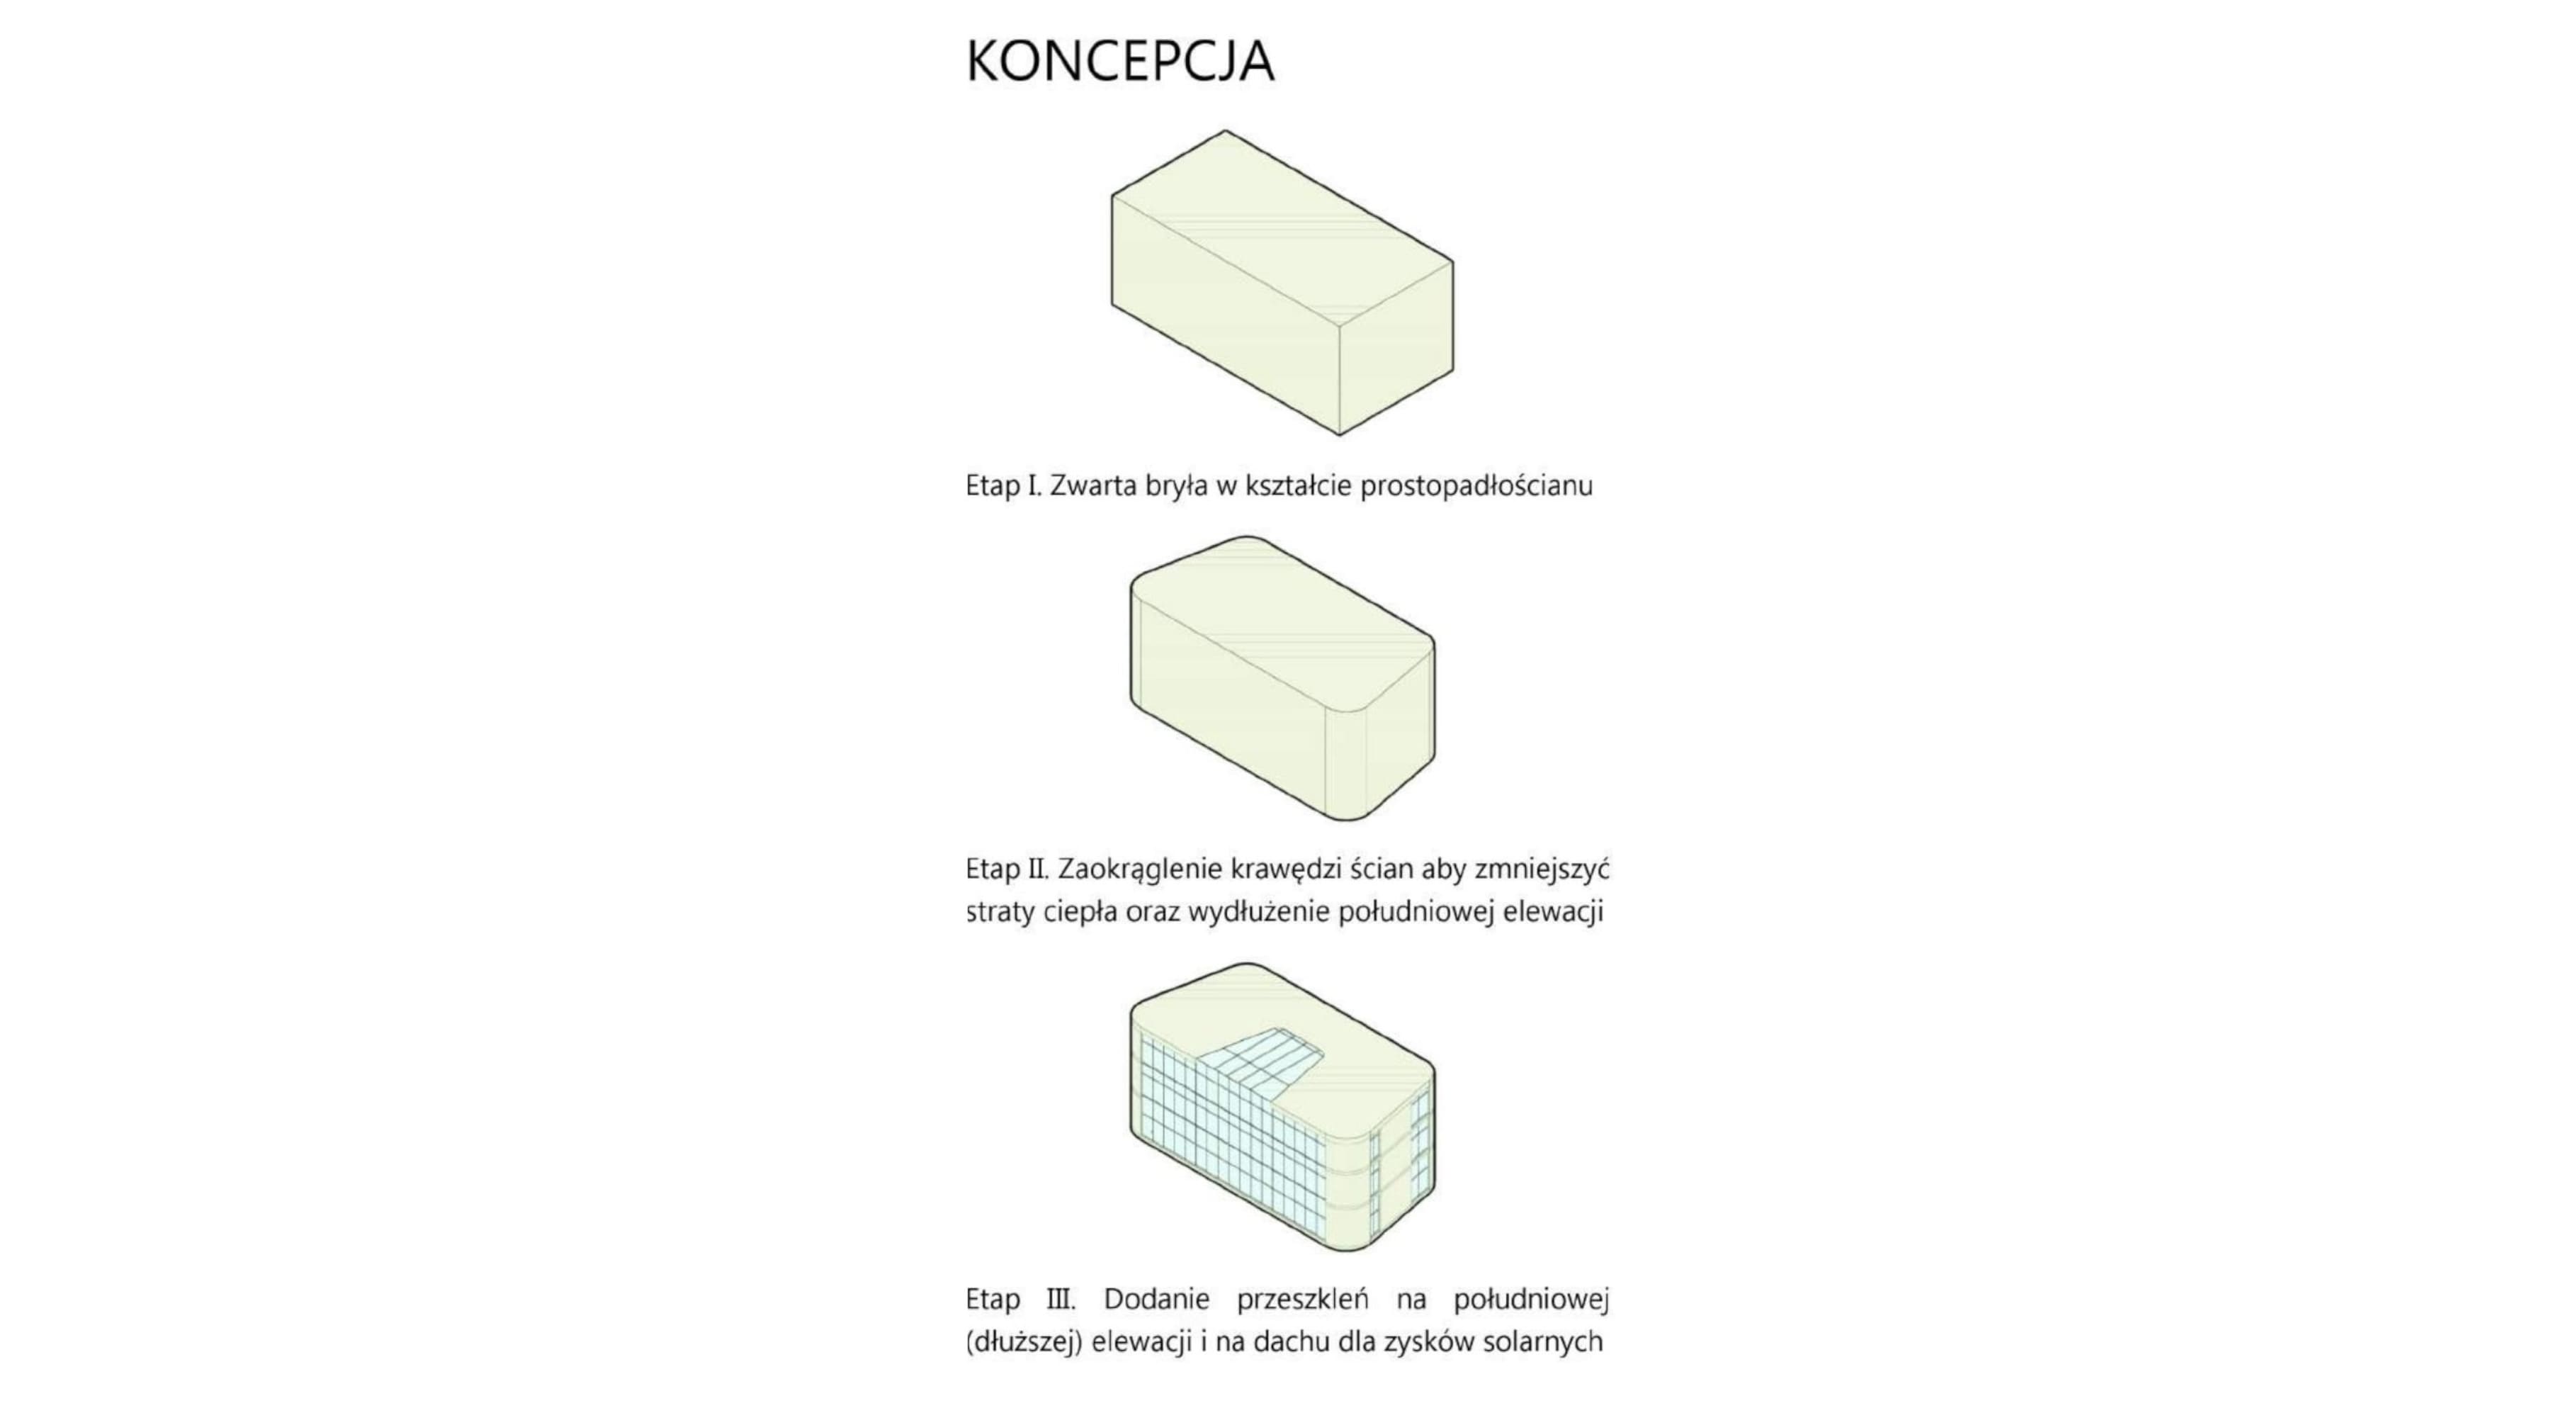 KONCEPCJA
Etap I. Zwarta bryła w kształcie prostopadłościanu
Etap II. Zaokrąglenie krawędzi ścian aby zmniejszyć
straty ciepła oraz wydłużenie południowej elewacji
Etap III. Dodanie przeszkleń na południowej
(dłuższej) elewacji i na dachu dla zysków solarnych